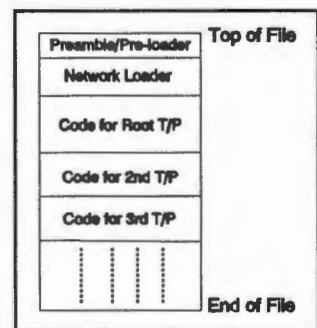 Preamble/Pre-loader
Top of File
Network Loader
Code for Root T/P
Code for 2nd T/P
Code for 3rd T/P
End of File